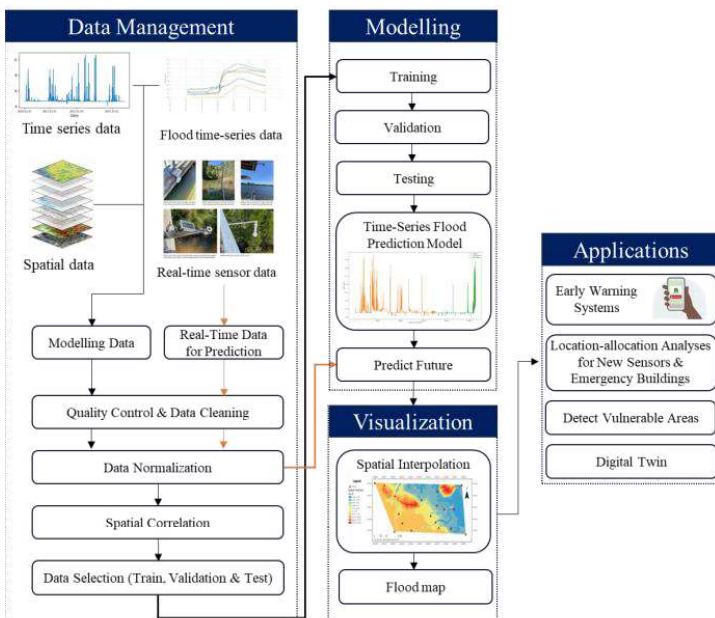 Data Management
Time series data
Flood time-series data
Spatial data
Real-time sensor data
Modelling Data
Real-Time Data
for Prediction
Quality Control & Data Cleaning
Data Normalization
Spatial Correlation
Data Selection (Train, Validation & Test)
Modelling
Training
Validation
Testing
Time-Series Flood
Prediction Model
Predict Future
Visualization
Spatial Interpolation
Flood map
Applications
Early Warning
Systems
Location-allocation Analyses
for New Sensors &
Emergency Buildings
Detect Vulnerable Areas
Digital Twin